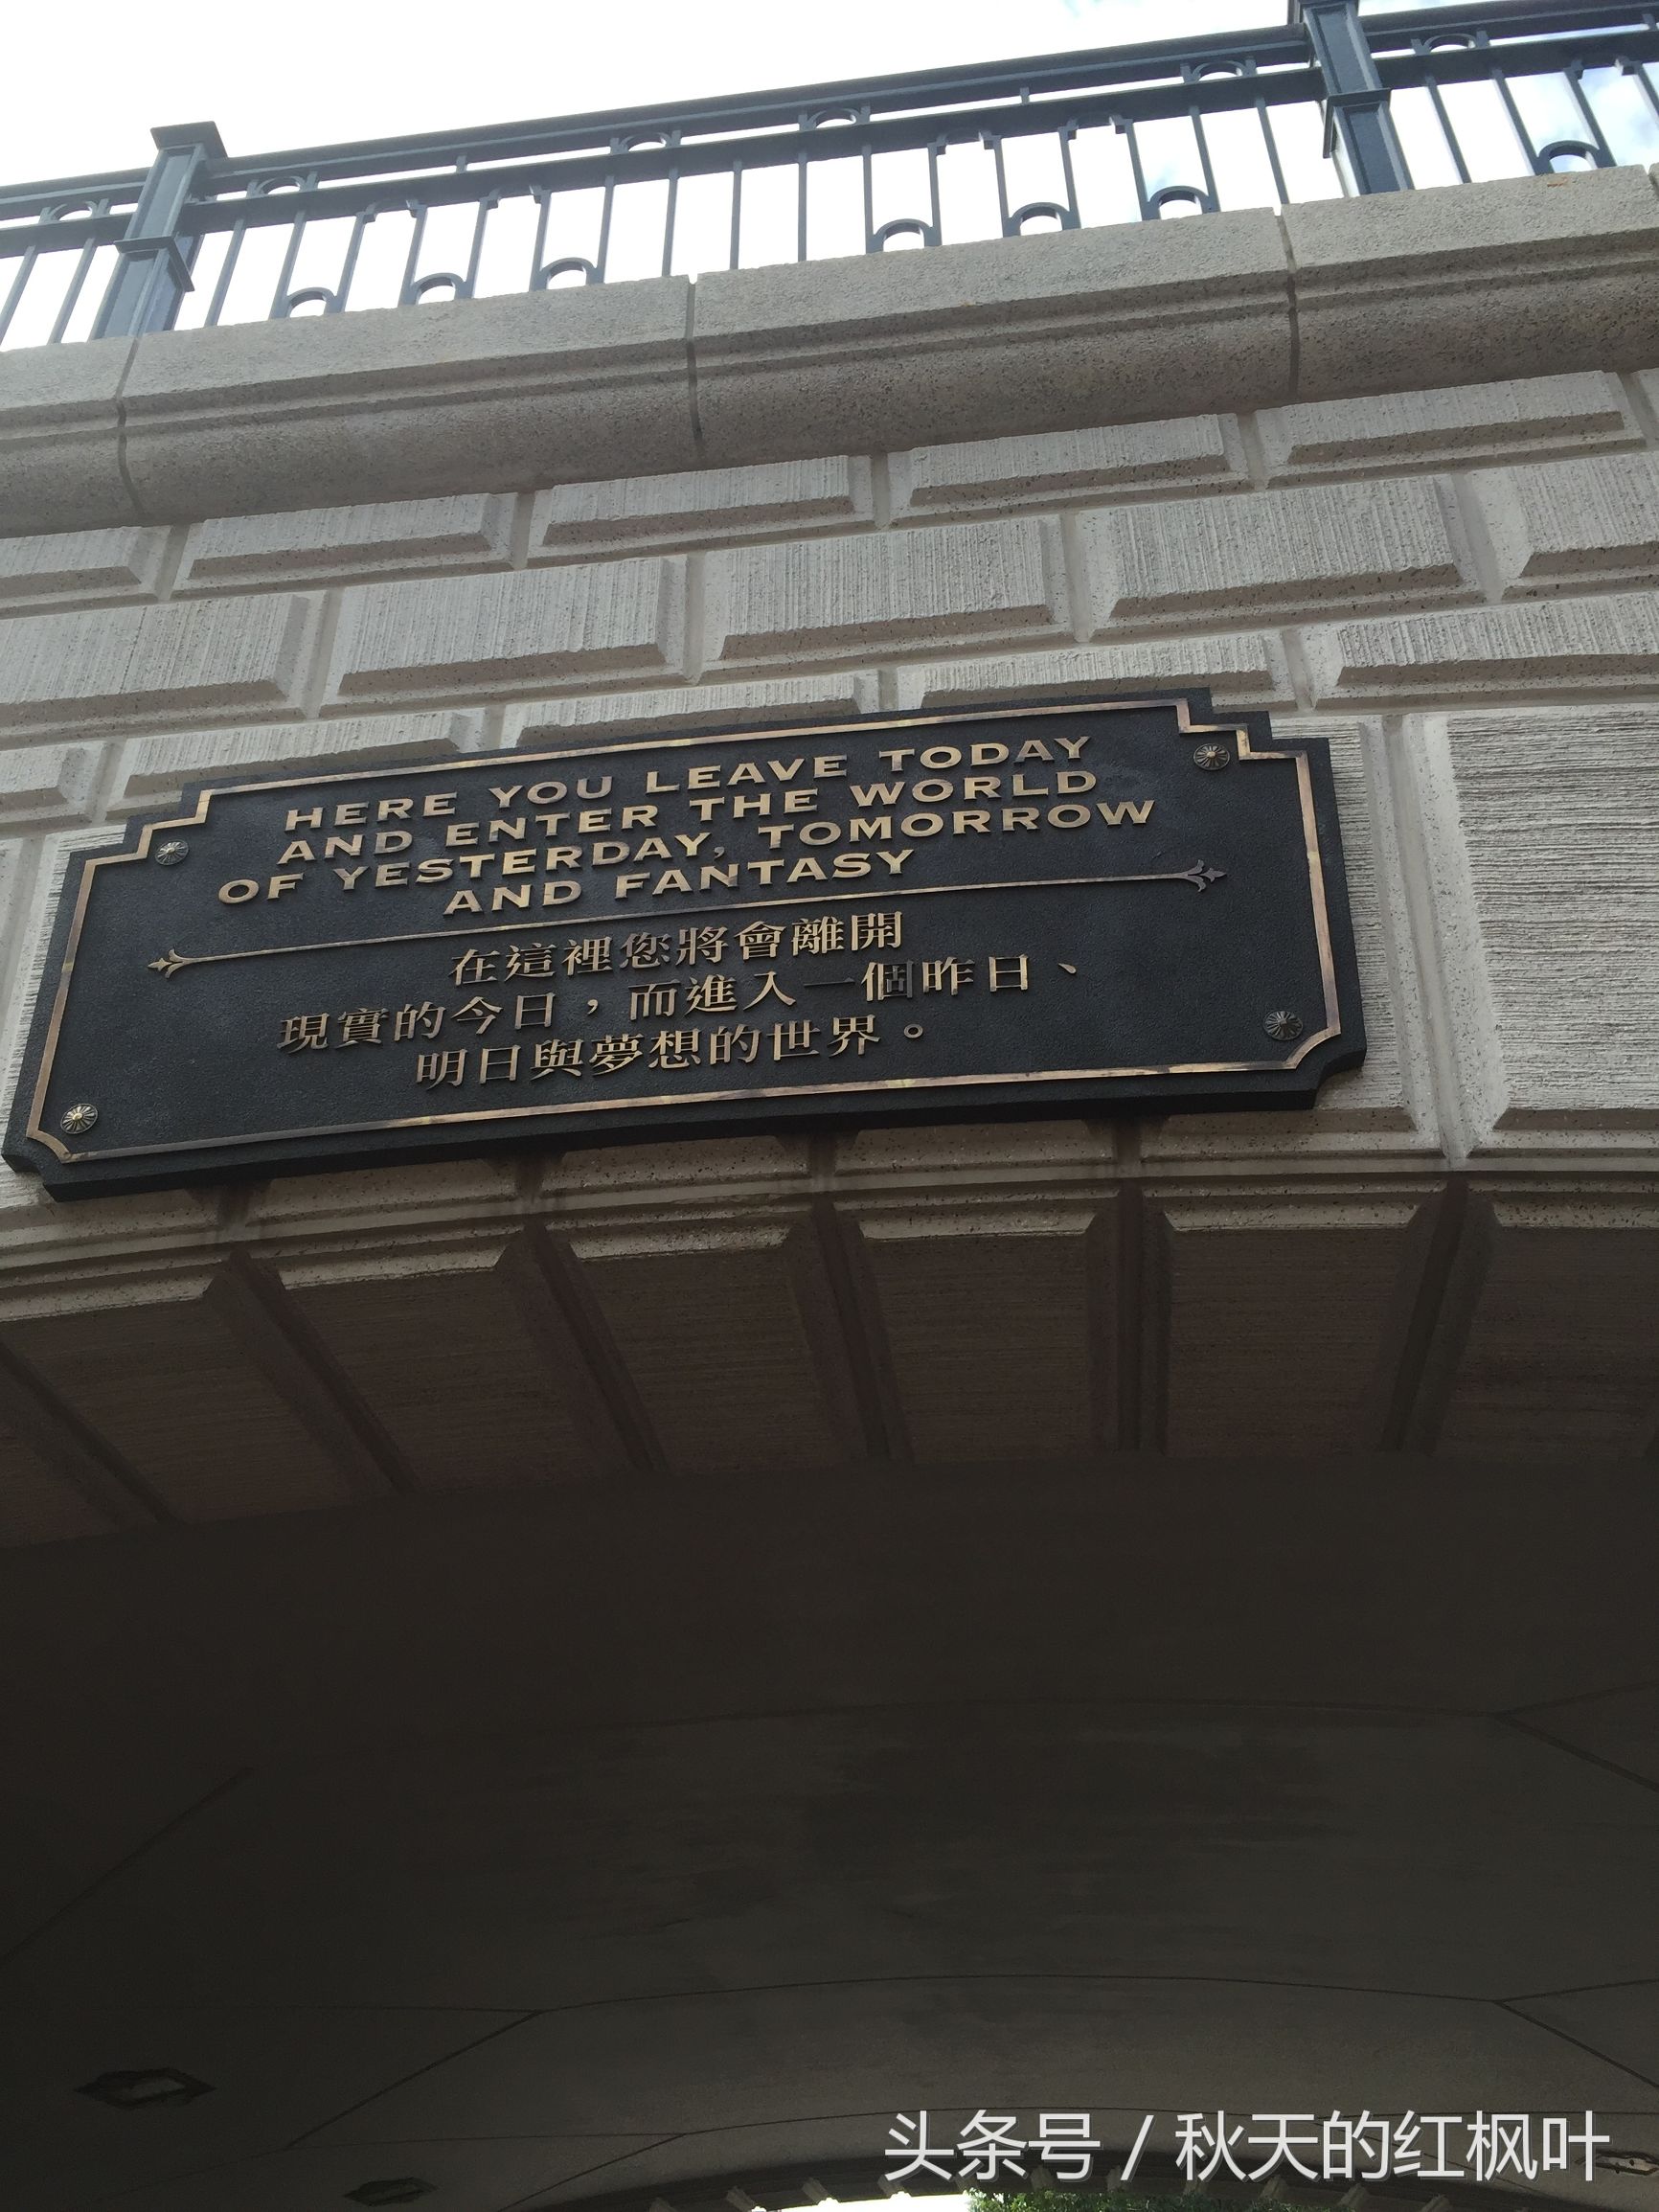 HERE YOU LEAVE TODAY
AND ENTER THE WORLD
OF YESTERDAY, TOMORROW
AND FANTASY
在這裡您將會離開
現實的今日，而進入一個昨日、
明日與夢想的世界。
头条号 / 秋天的红枫叶